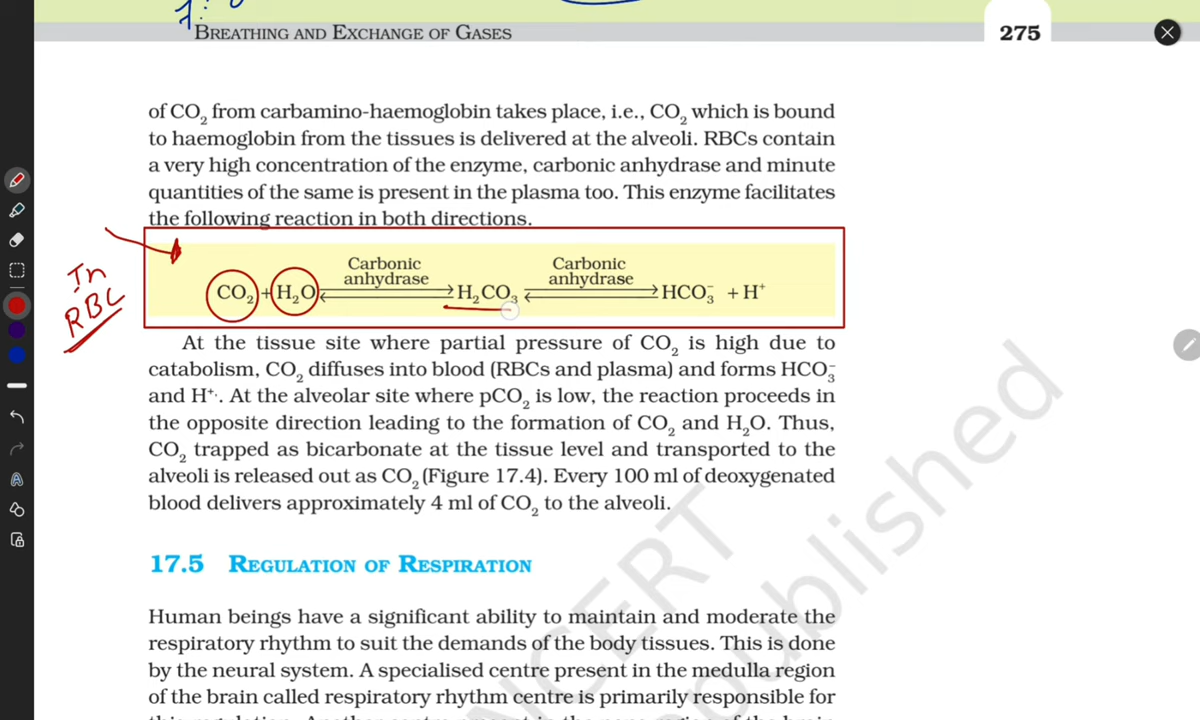 BREATHING AND EXCHANGE OF GASES 275
of CO₂ from carbamino-haemoglobin takes place, i.e., CO₂ which is bound
to haemoglobin from the tissues is delivered at the alveoli. RBCs contain
a very high concentration of the enzyme, carbonic anhydrase and minute
quantities of the same is present in the plasma too. This enzyme facilitates
the following reaction in both directions.
In
RBC
Carbonic anhydrase Carbonic anhydrase
CO₂ + H₂O ⇌ H₂CO₃ ⇌ HCO₃⁻ + H⁺
At the tissue site where partial pressure of CO₂ is high due to
catabolism, CO₂ diffuses into blood (RBCs and plasma) and forms HCO₃⁻
and H⁺. At the alveolar site where pCO₂ is low, the reaction proceeds in
the opposite direction leading to the formation of CO₂ and H₂O. Thus,
CO₂ trapped as bicarbonate at the tissue level and transported to the
alveoli is released out as CO₂ (Figure 17.4). Every 100 ml of deoxygenated
blood delivers approximately 4 ml of CO₂ to the alveoli.
17.5 REGULATION OF RESPIRATION
Human beings have a significant ability to maintain and moderate the
respiratory rhythm to suit the demands of the body tissues. This is done
by the neural system. A specialised centre present in the medulla region
of the brain called respiratory rhythm centre is primarily responsible for